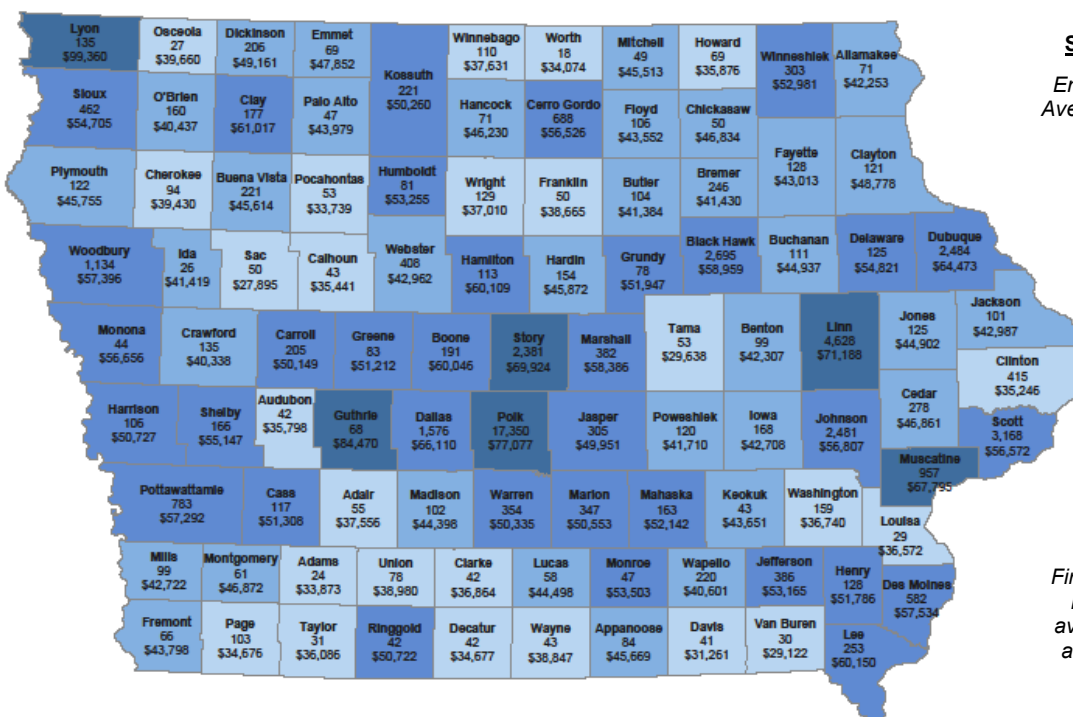 Lyon
135
$99,360
Osceola
27
$39,660
Dickinson
206
$49,161
Emmet
69
$47,852
Kossuth
221
$50,260
Winnebago
110
$37,631
Worth
18
$34,074
Mitchell
49
$45,513
Howard
69
$35,876
Winneshiek
303
$52,981
Allamakee
71
$42,253
S
Ave
Sioux
462
$54,705
O'Brien
160
$40,437
Clay
177
$61,017
Palo Alto
47
$43,979
Hancock
71
$46,230
Cerro Gordo
688
$56,526
Floyd
106
$43,552
Chickasaw
50
$46,834
Fayette
128
$43,013
Clayton
121
$48,778
Plymouth
122
$45,755
Cherokee
94
$39,430
Buena Vista
221
$45,614
Pocahontas
53
$33,739
Humboldt
81
$53,255
Wright
129
$37,010
Franklin
50
$38,665
Butler
104
$41,384
Bremer
246
$41,430
Woodbury
1,134
$57,396
Ida
26
$41,419
Sac
50
$27,895
Calhoun
43
$35,441
Webster
408
$42,962
Hamilton
113
$60,109
Hardin
154
$45,872
Grundy
78
$51,947
Black Hawk
2,695
$58,959
Buchanan
111
$44,937
Delaware
125
$54,821
Dubuque
2,484
$64,473
Monona
44
$56,656
Crawford
135
$40,338
Carroll
205
$50,149
Greene
83
$51,212
Boone
191
$60,046
Story
2,381
$69,924
Marshall
382
$58,386
Tama
53
$29,638
Benton
99
$42,307
Linn
4,628
$71,188
Jones
125
$44,902
Jackson
101
$42,987
Clinton
415
$35,246
Harrison
106
$50,727
Shelby
166
$55,147
Audubon
42
$35,798
Guthrie
68
$84,470
Dallas
1,576
$66,110
Polk
17,350
$77,077
Jasper
305
$49,951
Poweshiek
120
$41,710
Iowa
168
$42,708
Johnson
2,481
$56,807
Cedar
278
$46,861
Scott
3,168
$56,572
Muscatine
957
$67,795
Pottawattamie
783
$57,292
Cass
117
$51,308
Adair
55
$37,556
Madison
102
$44,398
Warren
354
$50,335
Marion
347
$50,553
Mahaska
163
$52,142
Keokuk
43
$43,651
Washington
159
$36,740
Louisa
29
$36,572
Mills
99
$42,722
Montgomery
61
$46,872
Adams
24
$33,873
Union
78
$38,980
Clarke
42
$36,864
Lucas
58
$44,498
Monroe
47
$53,503
Wapello
220
$40,601
Jefferson
386
$53,165
Henry
128
$51,786
Des Moines
582
$57,534
av
a
Fremont
66
$43,798
Page
103
$34,676
Taylor
31
$36,086
Ringgold
42
$50,722
Decatur
42
$34,677
Wayne
43
$38,847
Appanoose
84
$45,669
Davis
41
$31,261
Van Buren
30
$29,122
Lee
253
$60,150